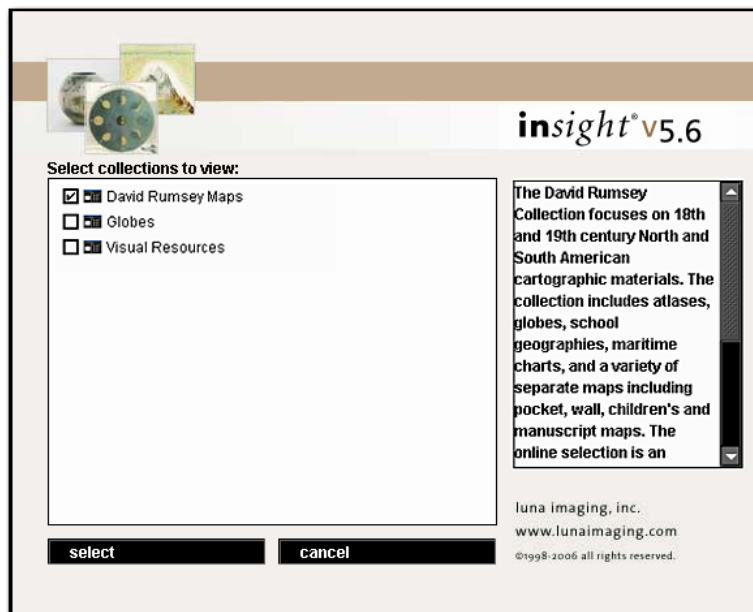 insight® v5.6
Select collections to view:
David Rumsey Maps
Globes
Visual Resources
The David Rumsey
Collection focuses on 18th
and 19th century North and
South American
cartographic materials. The
collection includes atlases,
globes, school
geographies, maritime
charts, and a variety of
separate maps including
pocket, wall, children's and
manuscript maps. The
online selection is an
select
cancel
luna imaging, inc.
www.lunaimaging.com
©1998-2006 all rights reserved.